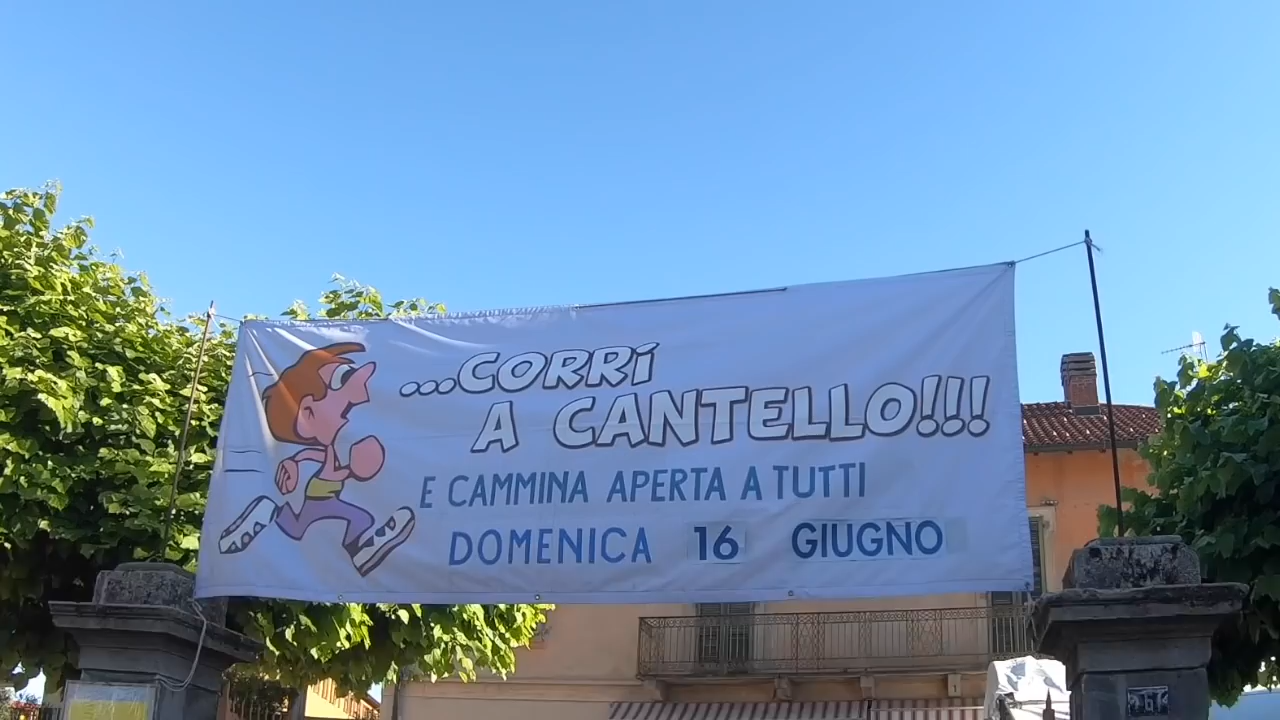 ...CORRi
A CANTELLO!!!
E CAMMINA APERTA A TUTTI
DOMENICA 16 GIUGNO